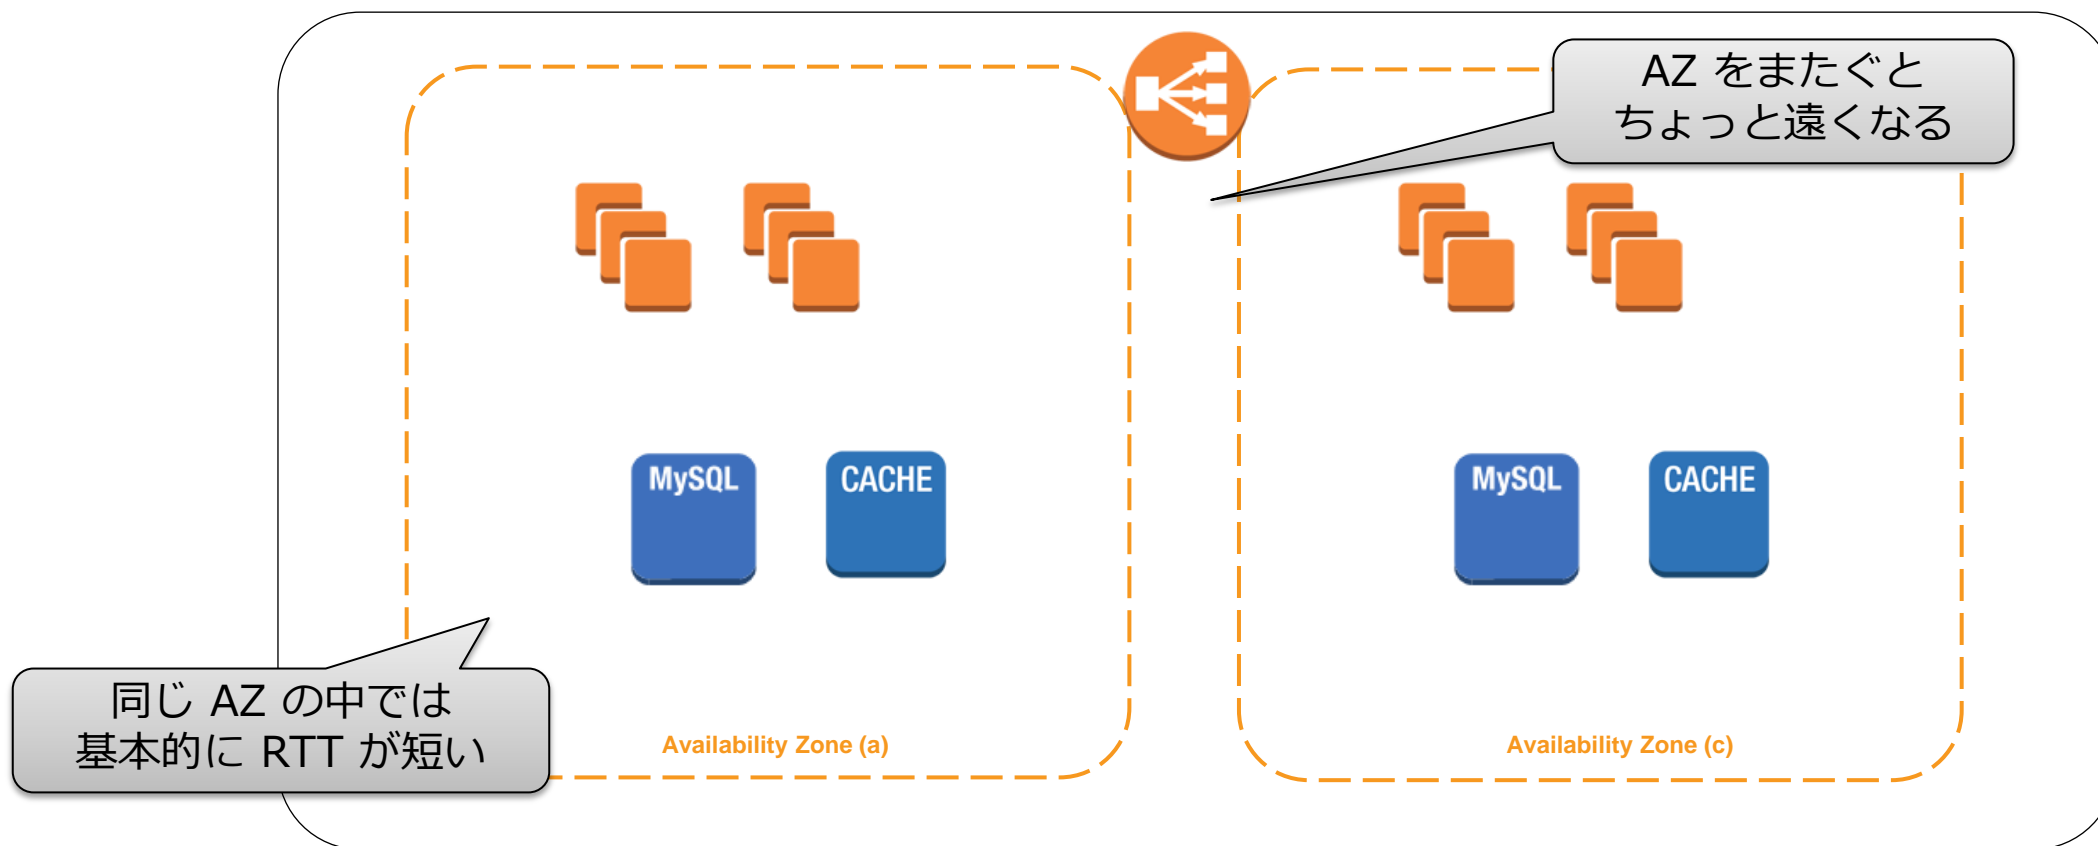 AZ をまたぐと
ちょっと遠くなる
MySQL
CACHE
MySQL
CACHE
同じ AZ の中では
基本的に RTT が短い
Availability Zone (a)
Availability Zone (c)